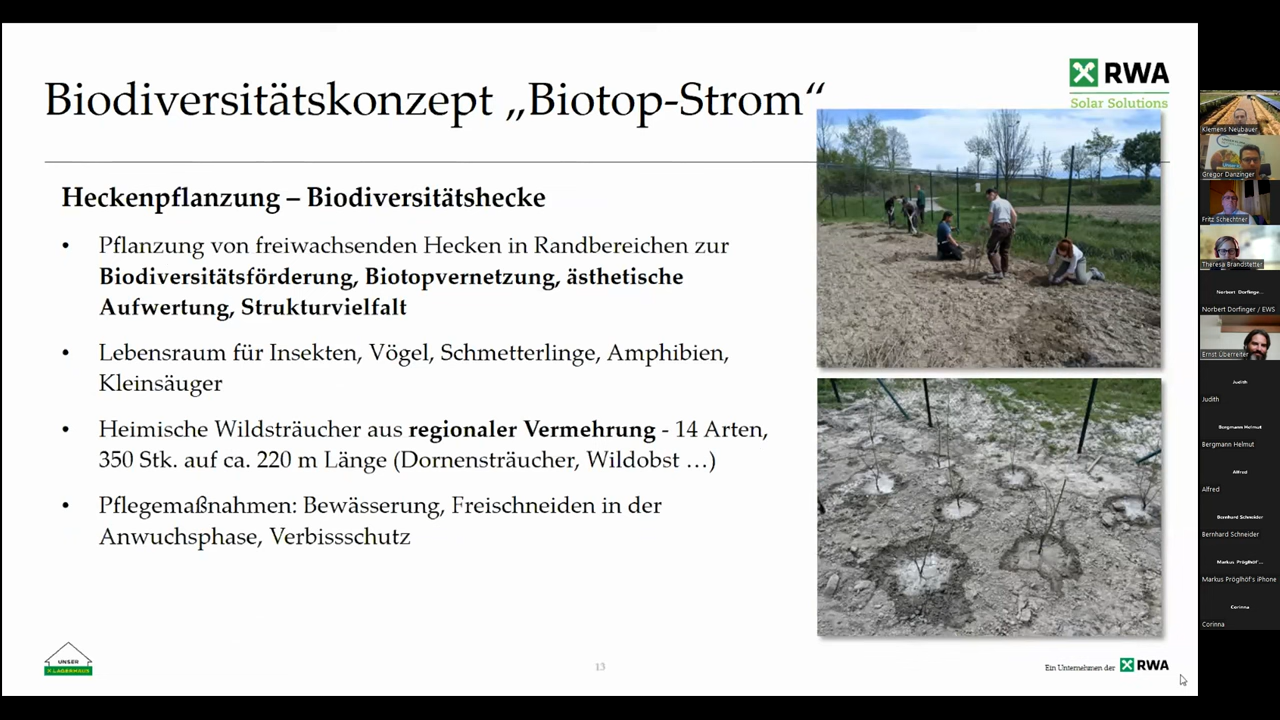 Biodiversitätskonzept „Biotop-Strom“
RWA
Solar Solutions
Heckenpflanzung – Biodiversitätshecke
• Pflanzung von freiwachsenden Hecken in Randbereichen zur
Biodiversitätsförderung, Biotopvernetzung, ästhetische
Aufwertung, Strukturvielfalt
• Lebensraum für Insekten, Vögel, Schmetterlinge, Amphibien,
Kleinsäuger
• Heimische Wildsträucher aus regionaler Vermehrung - 14 Arten,
350 Stk. auf ca. 220 m Länge (Dornensträucher, Wildobst …)
• Pflegemaßnahmen: Bewässerung, Freischneiden in der
Anwuchsphase, Verbissschutz
UNSER
LAGERHAUS
13
Ein Unternehmen der RWA
Klemens Neubauer
Gregor Danzinger
Fritz Schechtner
Theresa Brandstetter
Norbert Dorfinge...
Norbert Dorfinger / EWS
Ernst Überreiter
Judith
Judith
Bergmann Helmut
Bergmann Helmut
Alfred
Alfred
Bernhard Schneider
Bernhard Schneider
Markus Pröglhöf'...
Markus Pröglhöf's iPhone
Corinna
Corinna